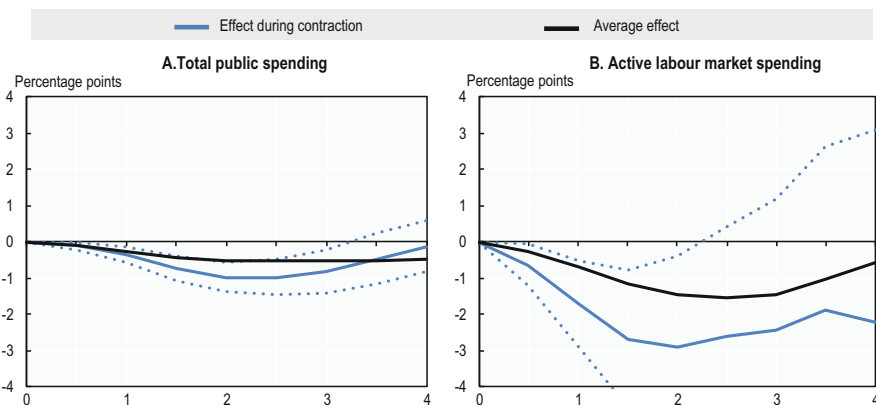 Effect during contraction
Average effect
A.Total public spending
Percentage points
4
3
2
1
0
-1
-2
-3
-4
0 1 2 3 4
B. Active labour market spending
Percentage points
4
3
2
1
0
-1
-2
-3
-4
0 1 2 3 4